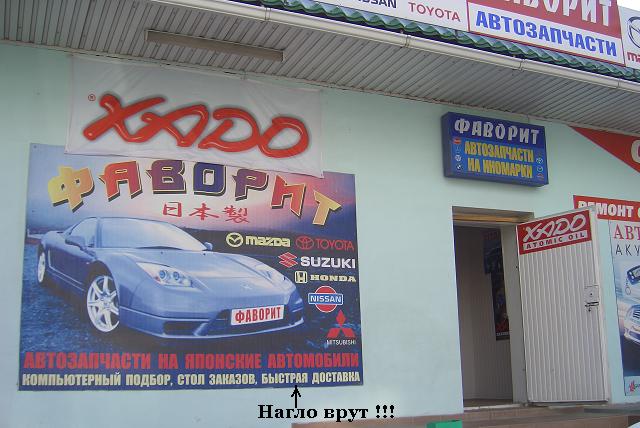 NISSAN TOYOTA
ФАВОРИТ
АВТОЗАПЧАСТИ
® XADO
ФАВОРИТ
АВТОЗАПЧАСТИ
НА ИНОМАРКИ
ФАВОРИТ
日本製
mazda TOYOTA
SUZUKI
HONDA
NISSAN
MITSUBISHI
ФАВОРИТ
АВТОЗАПЧАСТИ НА ЯПОНСКИЕ АВТОМОБИЛИ
КОМПЬЮТЕРНЫЙ ПОДБОР, СТОЛ ЗАКАЗОВ, БЫСТРАЯ ДОСТАВКА
XADO
ATOMIC OIL
РЕМОНТ
Нагло врут !!!